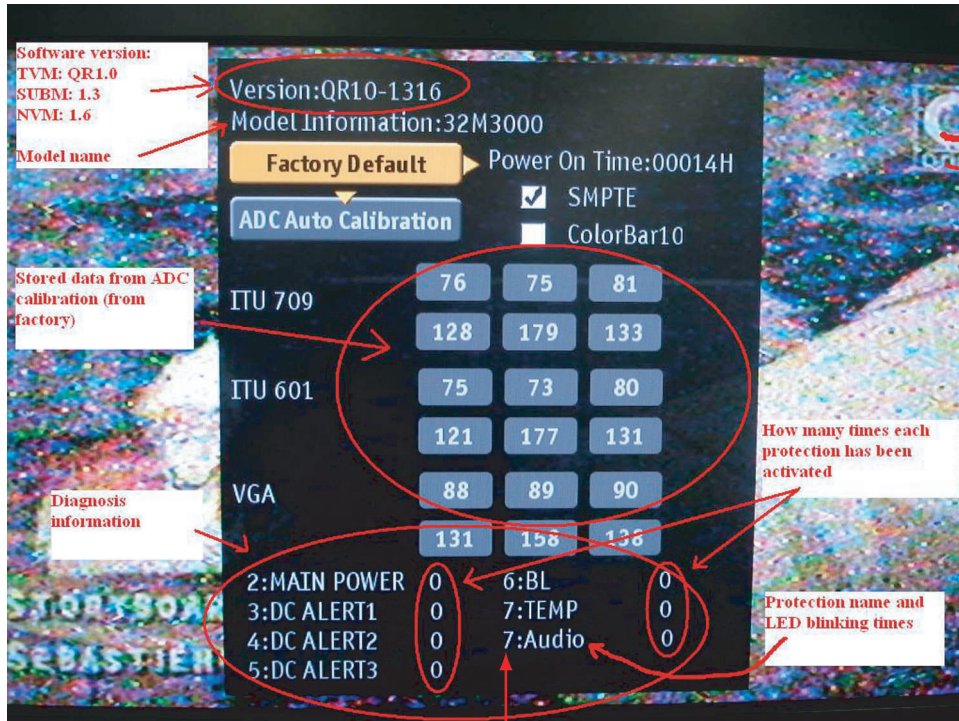 Software version:
TVM: QR1.0
SUBM: 1.3
NVM: 1.6
Model name
Version:QR10-1316
Model Information:32M3000
Factory Default
Power On Time:00014H
SMPTE
ADC Auto Calibration
ColorBar10
Stored data from ADC
calibration (from
factory)
ITU 709
76 75 81
128 179 133
ITU 601
75 73 80
121 177 131
How many times each
protection has been
activated
VGA
88 89 90
131 158 138
Diagnosis
information
2:MAIN POWER 0
3:DC ALERT1 0
4:DC ALERT2 0
5:DC ALERT3 0
6:BL 0
7:TEMP 0
7:Audio 0
Protection name and
LED blinking times